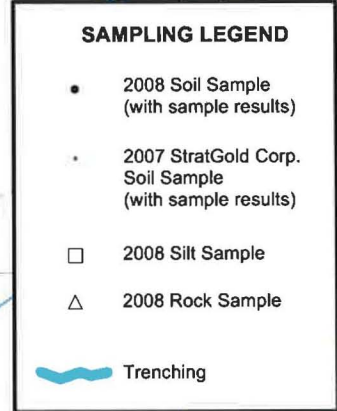 SAMPLING LEGEND
2008 Soil Sample
(with sample results)
2007 StratGold Corp.
Soil Sample
(with sample results)
2008 Silt Sample
2008 Rock Sample
Trenching